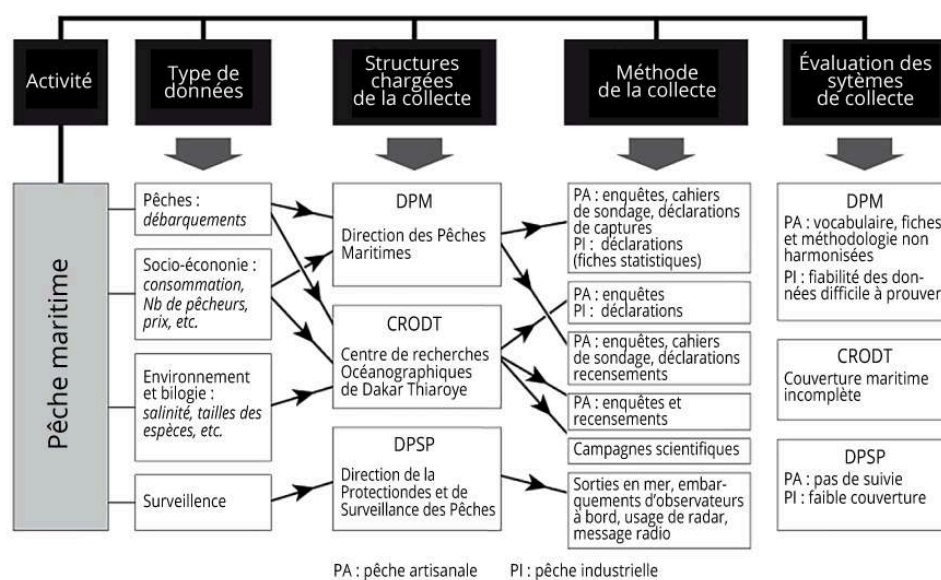 Activité
Type de
données
Structures
chargées
de la collecte
Méthode
de la collecte
Évaluation des
sytèmes
de collecte
Pêche maritime
Pêches :
débarquements
Socio-éconie :
consommation,
Nb de pêcheurs,
prix, etc.
Environnement
et bilogie :
salinité, tailles des
espèces, etc.
Surveillence
DPM
Direction des Pêches
Maritimes
CRODT
Centre de recherches
Océanographiques
de Dakar Thiaroye
DPSP
Direction de la
Protectiondes et de
Surveillance des Pêches
PA : enquêtes, cahiers
de sondage, déclarations
de captures
PI : déclarations
(fiches statistiques)
PA : enquêtes
PI : déclarations
PA : enquêtes, cahiers
de sondage, déclarations
recensements
PA : enquêtes et
recensements
Campagnes scientifiques
Sorties en mer, embar-
quements d'observateurs
à bord, usage de radar,
message radio
DPM
PA : vocabulaire, fiches
et méthodologie non
harmonisées
PI : fiabilité des don-
nées difficile à prouver
CRODT
Couverture maritime
incomplète
DPSP
PA : pas de suivie
PI : faible couverture
PA : pêche artisanale PI : pêche industrielle